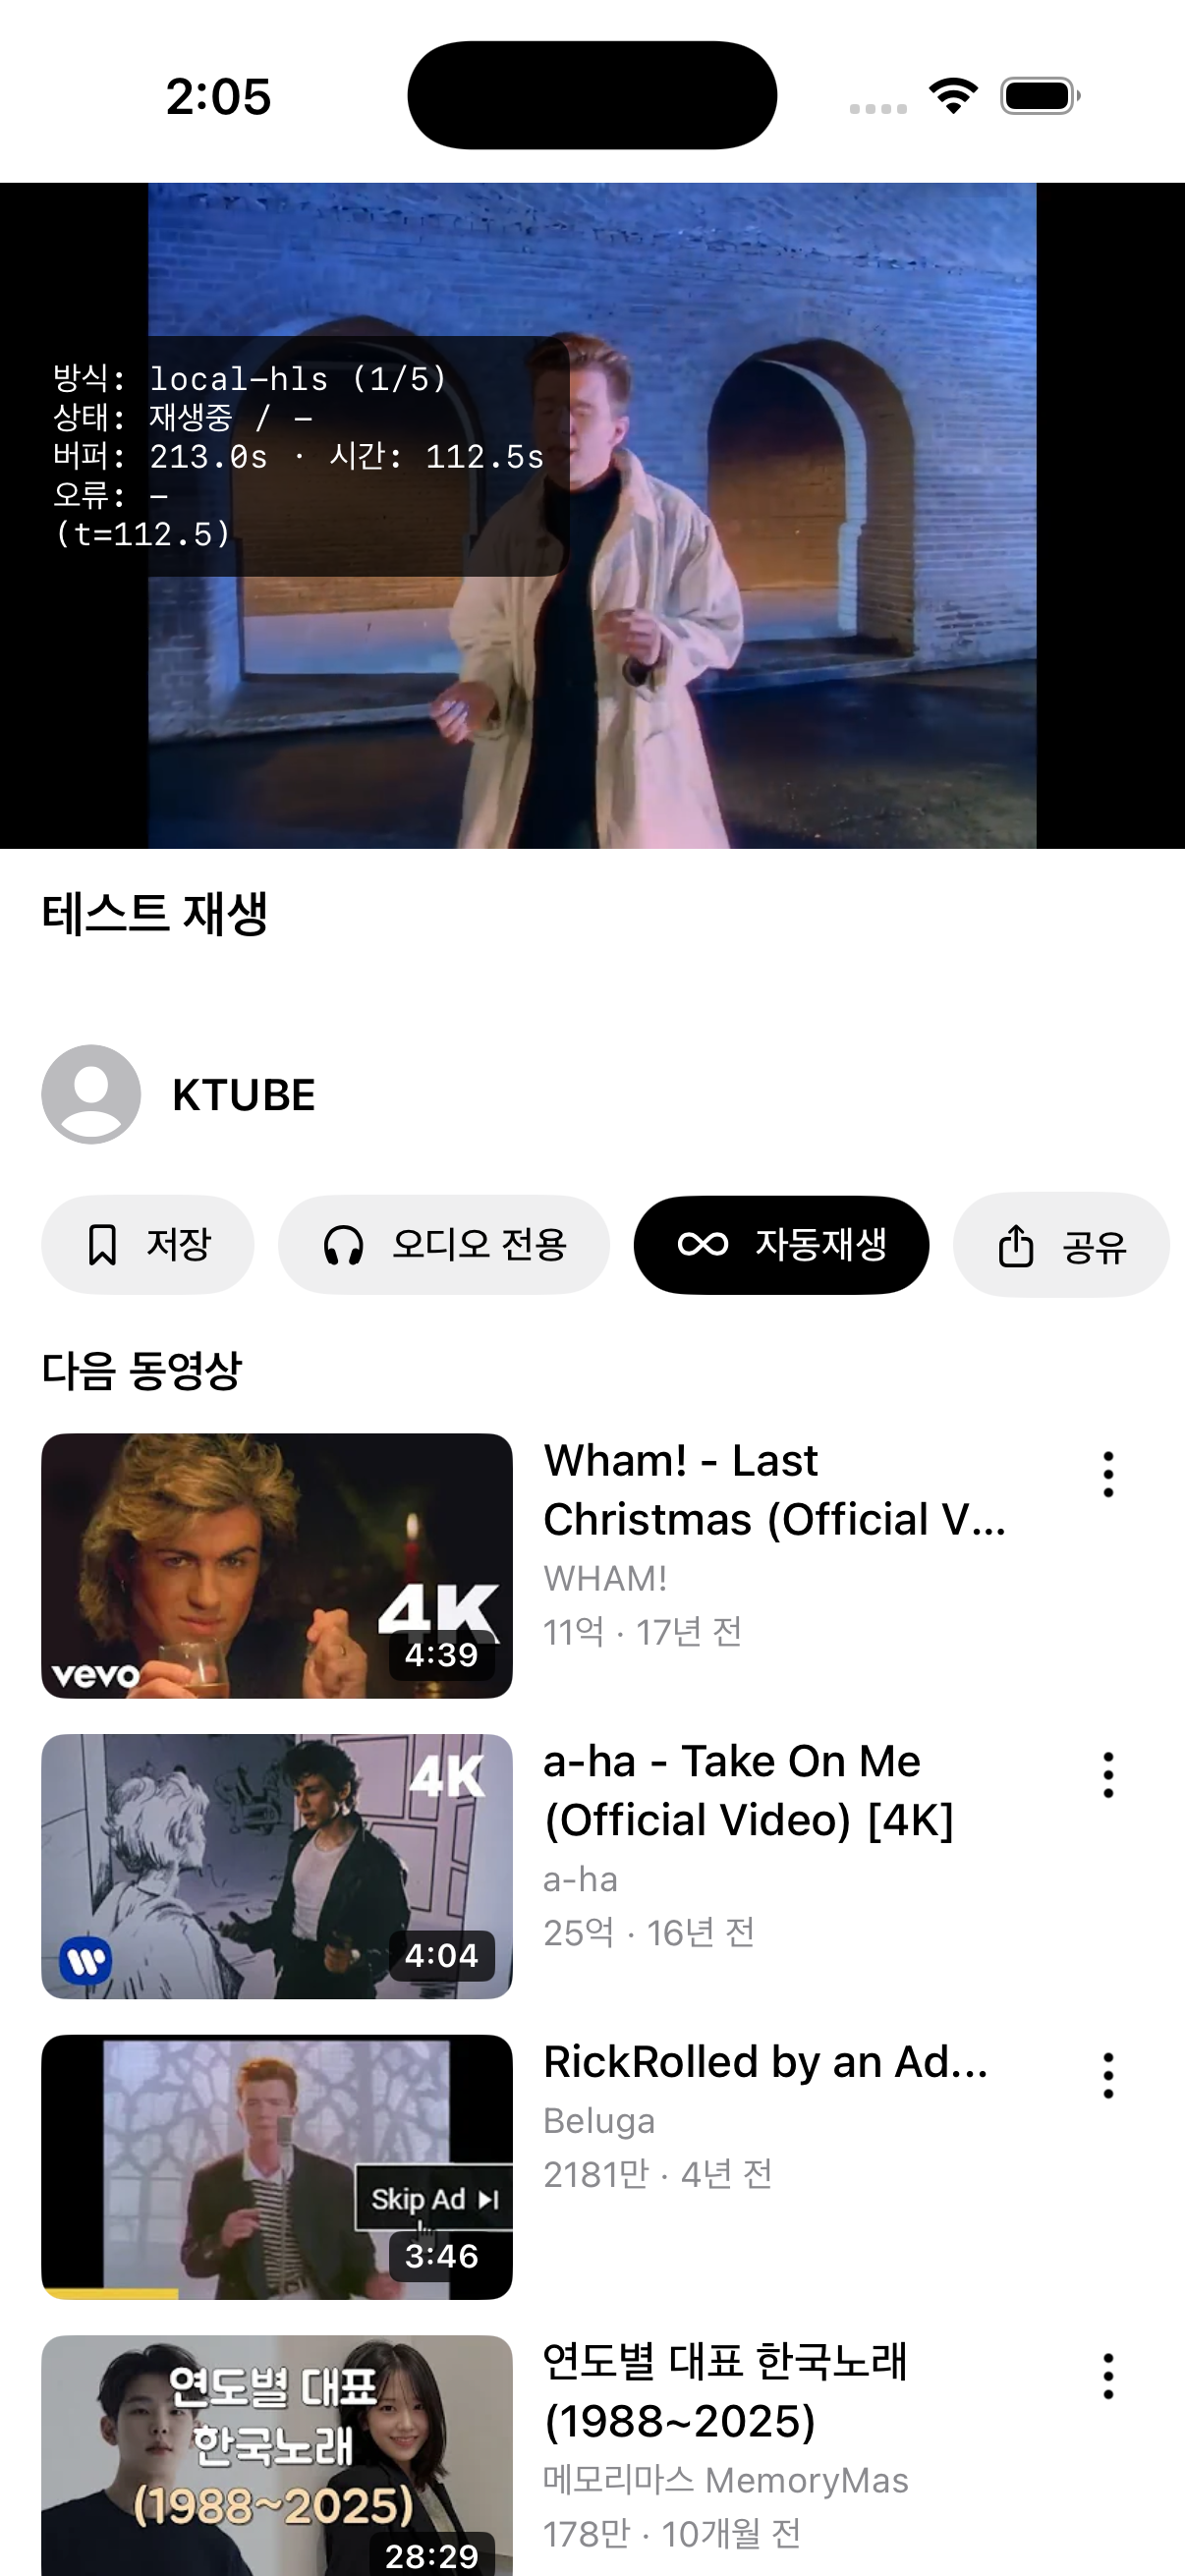 2:05
방식: local-hls (1/5)
상태: 재생중 / -
버퍼: 213.0s · 시간: 112.5s
오류: -
(t=112.5)
테스트 재생
KTUBE
저장
오디오 전용
자동재생
공유
다음 동영상
4K
4:39
vevo
Wham! - Last
Christmas (Official V...
WHAM!
11억 · 17년 전
4K
4:04
a-ha - Take On Me
(Official Video) [4K]
a-ha
25억 · 16년 전
Skip Ad
3:46
RickRolled by an Ad...
Beluga
2181만 · 4년 전
연도별 대표
한국노래
(1988~2025)
28:29
연도별 대표 한국노래
(1988~2025)
메모리마스 MemoryMas
178만 · 10개월 전